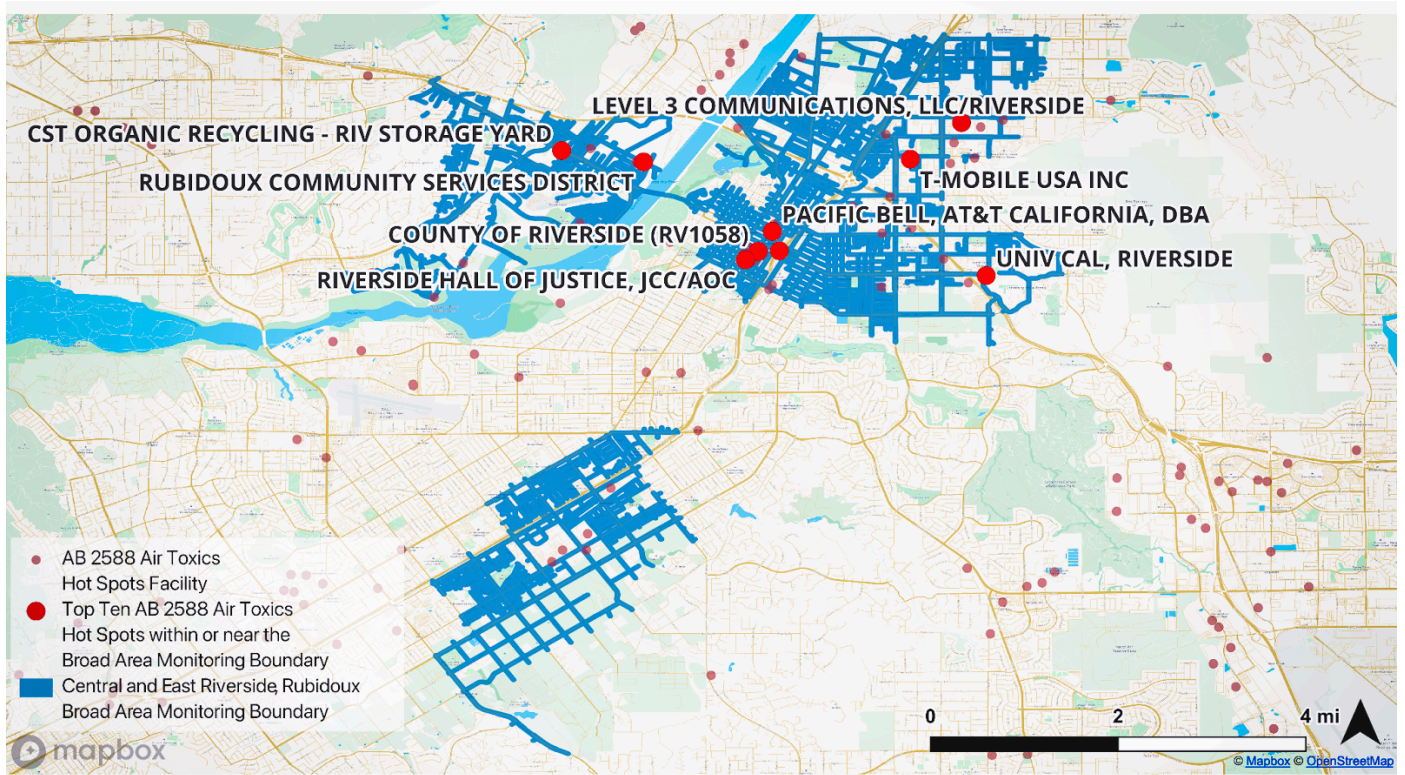 LEVEL 3 COMMUNICATIONS, LLC/RIVERSIDE
CST ORGANIC RECYCLING - RIV STORAGE YARD
RUBIDOUX COMMUNITY SERVICES DISTRICT
T-MOBILE USA INC
PACIFIC BELL, AT&T CALIFORNIA, DBA
COUNTY OF RIVERSIDE (RV1058)
UNIV CAL, RIVERSIDE
RIVERSIDE HALL OF JUSTICE, JCC/AOC
AB 2588 Air Toxics
Hot Spots Facility
Top Ten AB 2588 Air Toxics
Hot Spots within or near the
Broad Area Monitoring Boundary
Central and East Riverside, Rubidoux
Broad Area Monitoring Boundary
0 2 4 mi
mapbox
© Mapbox © OpenStreetMap